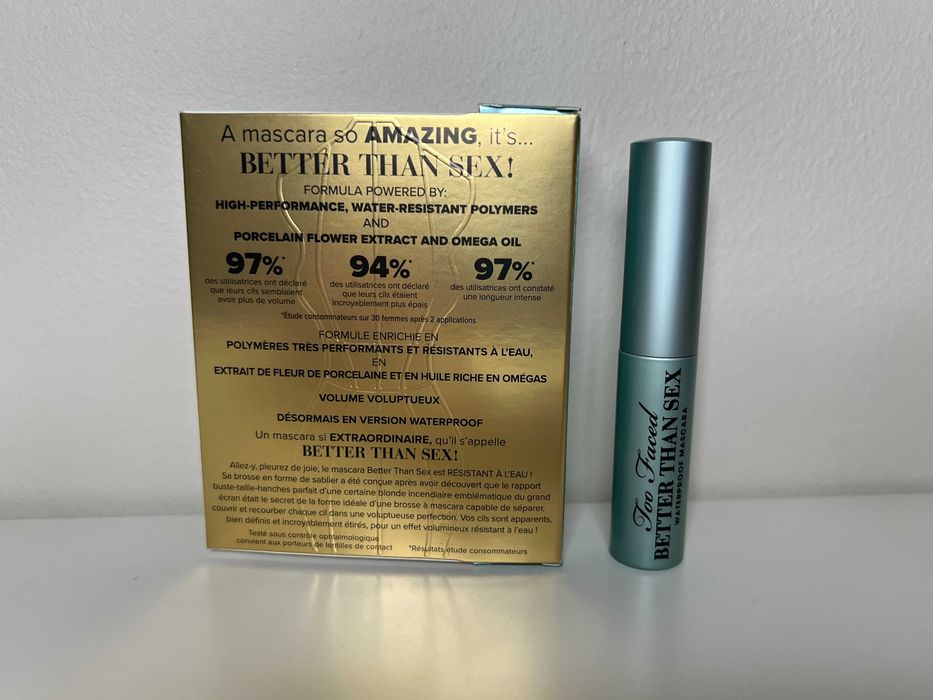 A mascara so AMAZING, it's...
BETTER THAN SEX!
FORMULA POWERED BY:
HIGH-PERFORMANCE, WATER-RESISTANT POLYMERS
AND
PORCELAIN FLOWER EXTRACT AND OMEGA OIL
97%*
des utilisatrices ont déclaré
que leurs cils semblaient
avoir plus de volume
94%*
des utilisatrices ont déclaré
que leurs cils étaient
incroyablement plus épais
97%*
des utilisatrices ont constaté
une longueur intense
*Étude consommateurs sur 30 femmes après 2 applications
FORMULE ENRICHIE EN
POLYMÈRES TRÈS PERFORMANTS ET RÉSISTANTS À L'EAU,
EN
EXTRAIT DE FLEUR DE PORCELAINE ET EN HUILE RICHE EN OMÉGAS
VOLUME VOLUPTUEUX
DÉSORMAIS EN VERSION WATERPROOF
Un mascara si EXTRAORDINAIRE, qu'il s'appelle
BETTER THAN SEX!
Allez-y, pleurez de joie, le mascara Better Than Sex est RÉSISTANT À L'EAU !
Sa brosse en forme de sablier a été conçue après avoir découvert que le rapport
buste-taille-hanches parfait d'une certaine blonde incendiaire emblématique du grand
écran était le secret de la forme idéale d'une brosse à mascara capable de séparer,
couvrir et recourber chaque cil dans une voluptueuse perfection. Vos cils sont apparents,
bien définis et incroyablement étirés, pour un effet volumineux résistant à l'eau !
Testé sous contrôle ophtalmologique
convient aux porteurs de lentilles de contact
*Résultats étude consommateurs
Too Faced
BETTER THAN SEX
WATERPROOF MASCARA